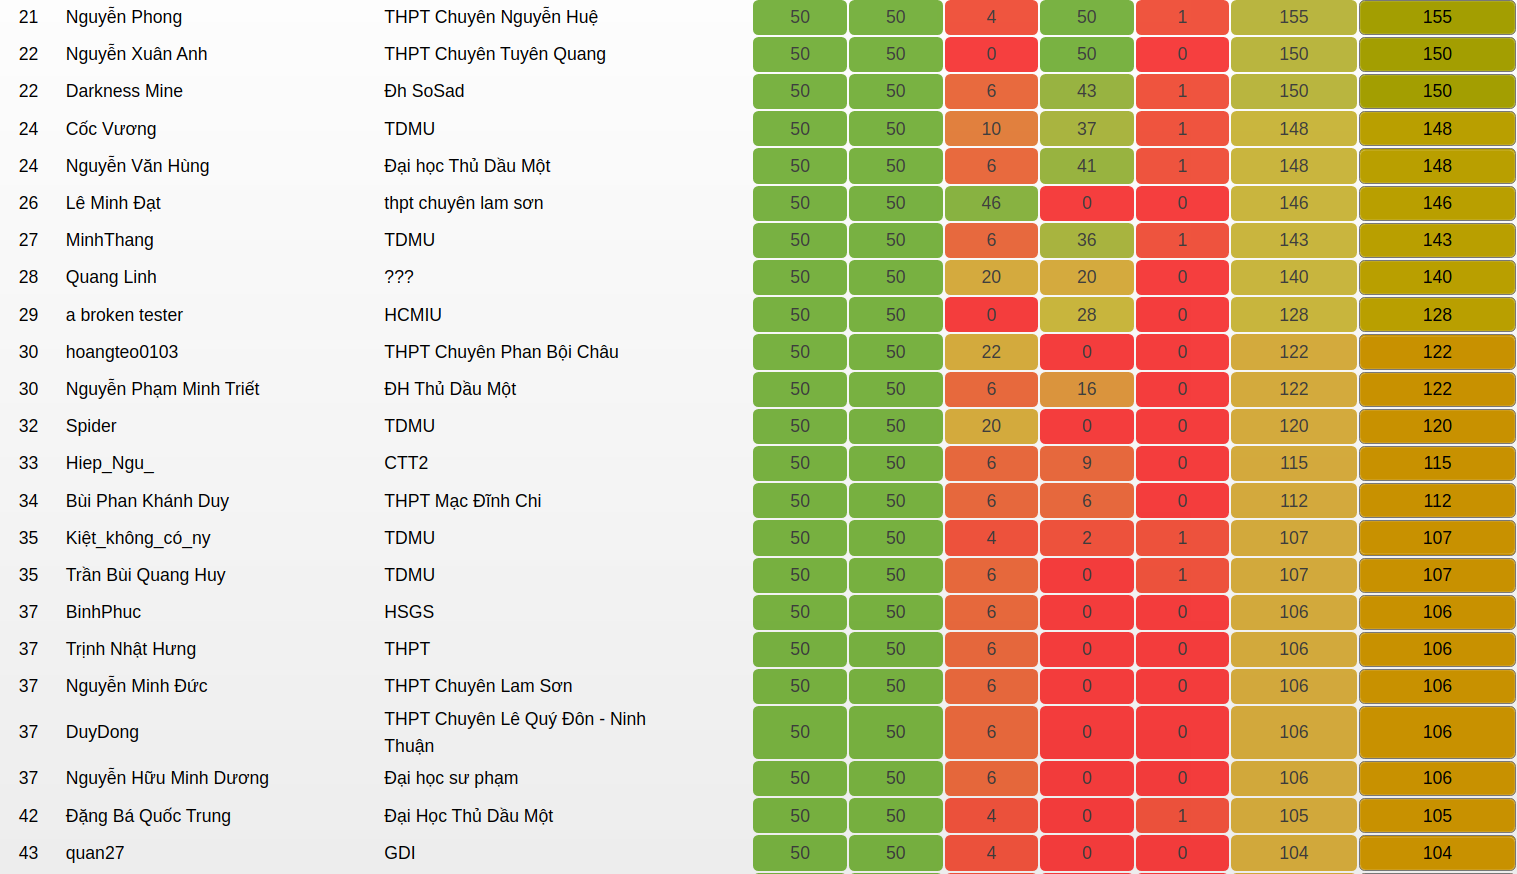 21 Nguyễn Phong THPT Chuyên Nguyễn Huệ 50 50 4 50 1 155 155
22 Nguyễn Xuân Anh THPT Chuyên Tuyên Quang 50 50 0 50 0 150 150
22 Darkness Mine Đh SoSad 50 50 6 43 1 150 150
24 Cốc Vương TDMU 50 50 10 37 1 148 148
24 Nguyễn Văn Hùng Đại học Thủ Dầu Một 50 50 6 41 1 148 148
26 Lê Minh Đạt thpt chuyên lam sơn 50 50 46 0 0 146 146
27 MinhThang TDMU 50 50 6 36 1 143 143
28 Quang Linh ??? 50 50 20 20 0 140 140
29 a broken tester HCMIU 50 50 0 28 0 128 128
30 hoangteo0103 THPT Chuyên Phan Bội Châu 50 50 22 0 0 122 122
30 Nguyễn Phạm Minh Triết ĐH Thủ Dầu Một 50 50 6 16 0 122 122
32 Spider TDMU 50 50 20 0 0 120 120
33 Hiep_Ngu_ CTT2 50 50 6 9 0 115 115
34 Bùi Phan Khánh Duy THPT Mạc Đĩnh Chi 50 50 6 6 0 112 112
35 Kiệt_không_có_ny TDMU 50 50 4 2 1 107 107
35 Trần Bùi Quang Huy TDMU 50 50 6 0 1 107 107
37 BinhPhuc HSGS 50 50 6 0 0 106 106
37 Trịnh Nhật Hưng THPT 50 50 6 0 0 106 106
37 Nguyễn Minh Đức THPT Chuyên Lam Sơn 50 50 6 0 0 106 106
THPT Chuyên Lê Quý Đôn - Ninh
37 DuyDong 50 50 6 0 0 106 106
Thuận
37 Nguyễn Hữu Minh Dương Đại học sư phạm 50 50 6 0 0 106 106
42 Đặng Bá Quốc Trung Đại Học Thủ Dầu Một 50 50 4 0 1 105 105
43 quan27 GDI 50 50 4 0 0 104 104